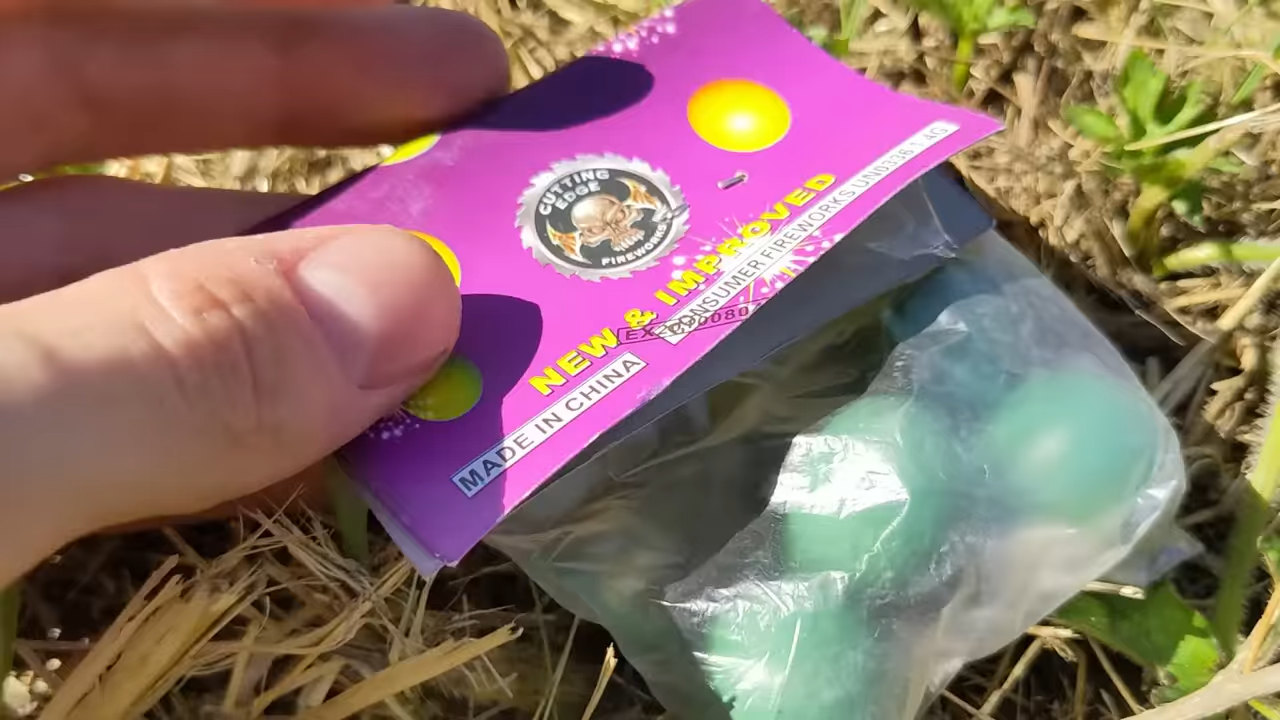 CUTTING
EDGE
FIREWORKS
NEW & IMPROVED
CONSUMER FIREWORKS UN0336 1.4G
MADE IN CHINA